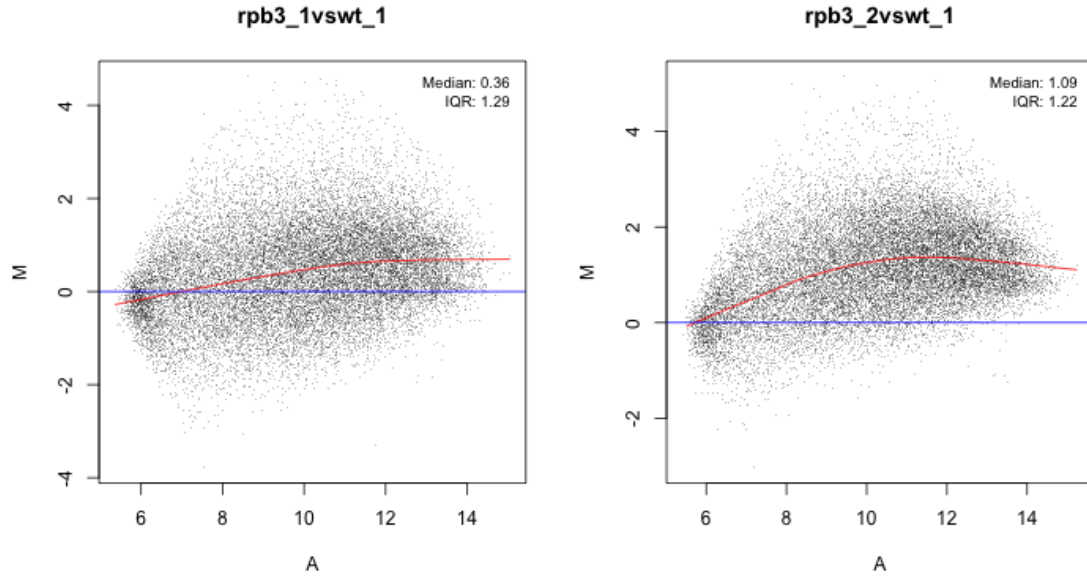 rpb3_1vswt_1
Median: 0.36
IQR: 1.29
4
2
0
-2
-4
M
6 8 10 12 14
A
rpb3_2vswt_1
Median: 1.09
IQR: 1.22
4
2
0
-2
M
6 8 10 12 14
A